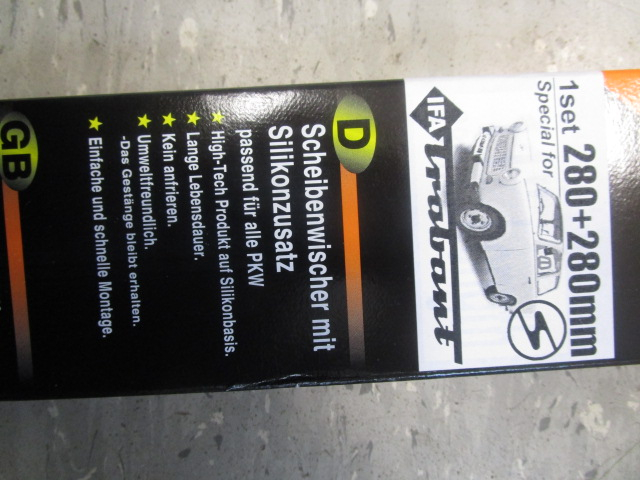 1set 280+280mm
Special for
IFA
Trabant
S
D
Scheibenwischer mit
Silikonzusatz
passend für alle PKW
★ High-Tech Produkt auf Silikonbasis.
★ Lange Lebensdauer.
★ Kein anfrieren.
★ Umweltfreundlich.
-Das Gestänge bleibt erhalten.
★ Einfache und schnelle Montage.
GB